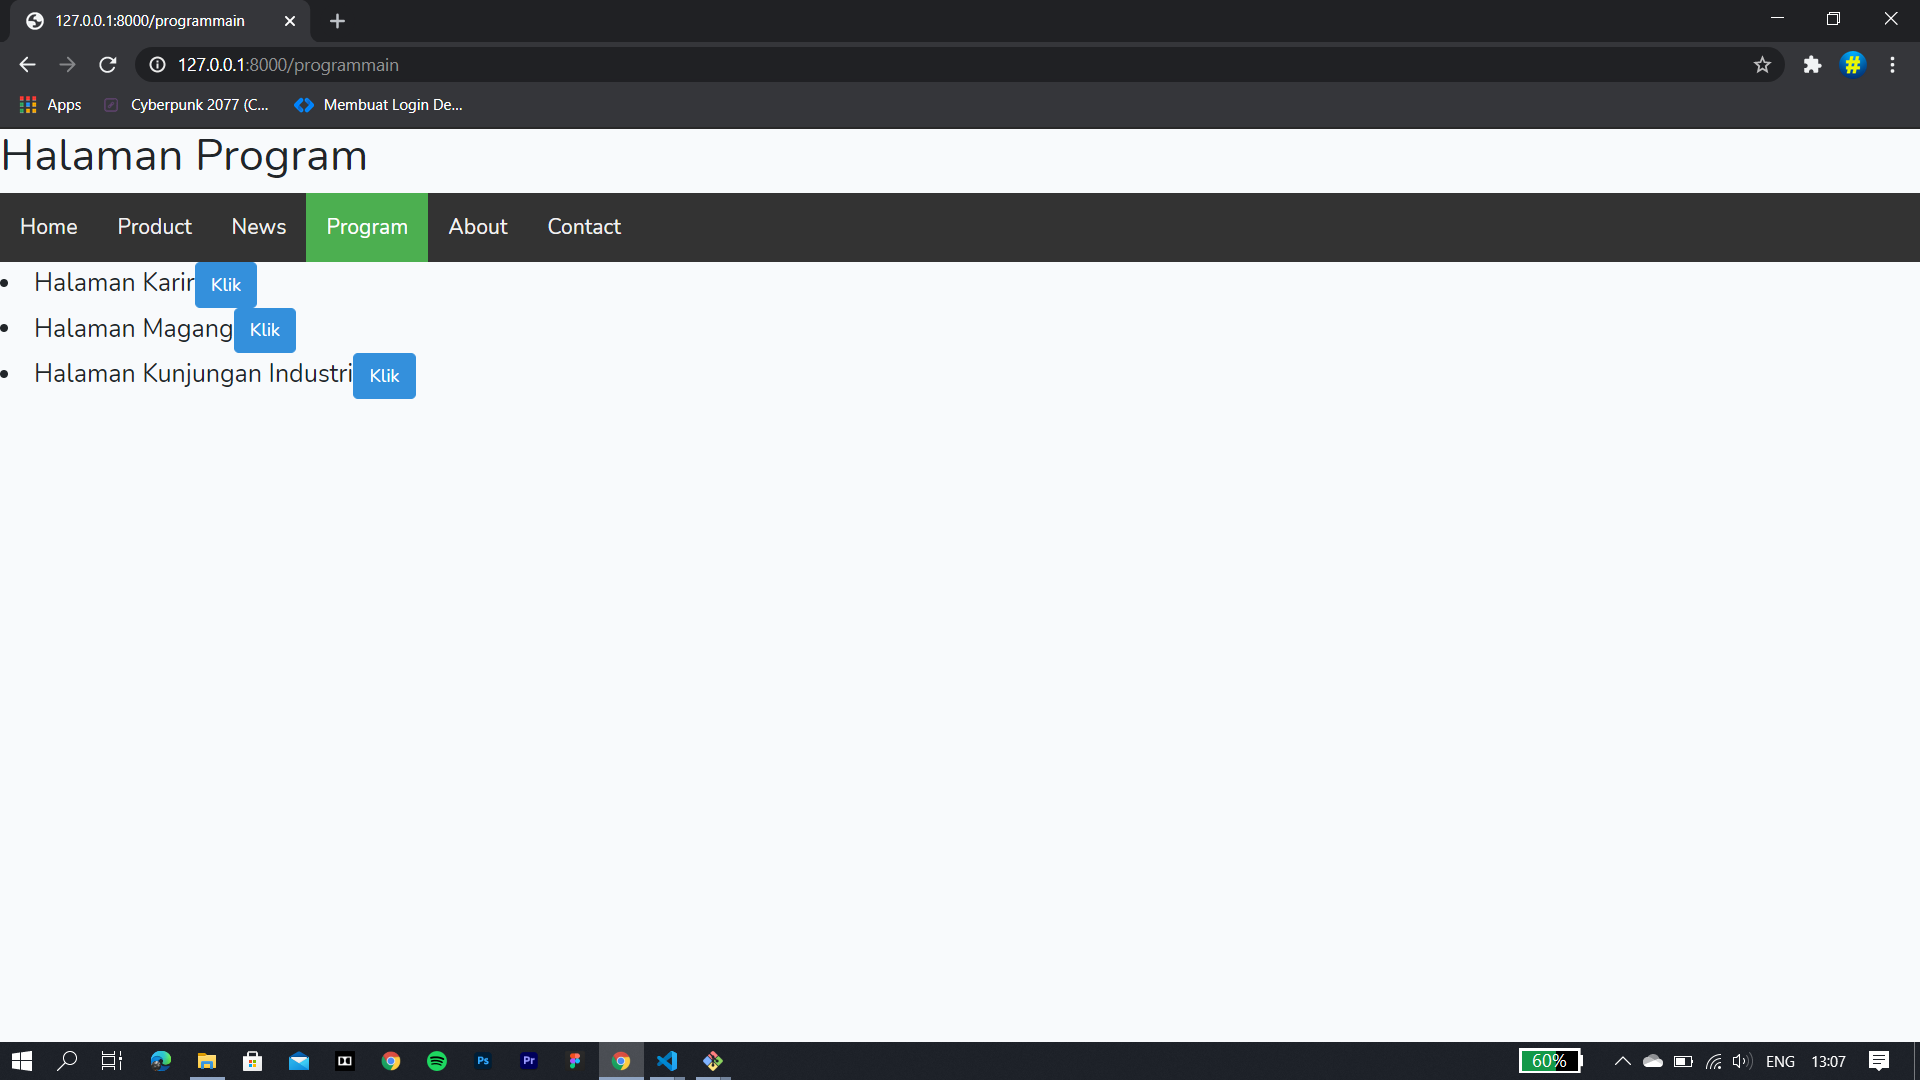 127.0.0.1:8000/programmain
127.0.0.1:8000/programmain
Apps Cyberpunk 2077 (C... Membuat Login De...
Halaman Program
Home Product News Program About Contact
Halaman Karir Klik
Halaman Magang Klik
Halaman Kunjungan Industri Klik
Ps Pr 60% ENG 13:07